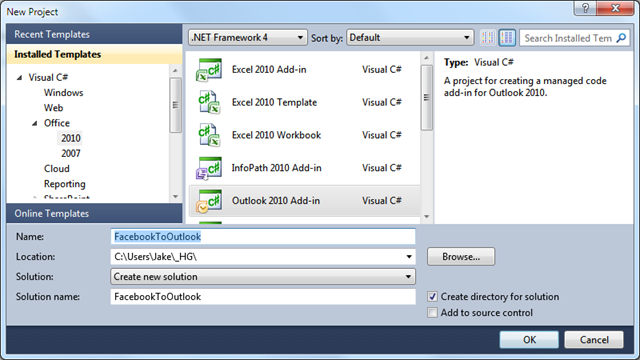 New Project
Recent Templates
Installed Templates
Visual C#
Windows
Web
Office
2010
2007
Cloud
Reporting
SharePoint
Online Templates
.NET Framework 4
Sort by: Default
Search Installed Tem
Excel 2010 Add-in Visual C#
Excel 2010 Template Visual C#
Excel 2010 Workbook Visual C#
InfoPath 2010 Add-in Visual C#
Outlook 2010 Add-in Visual C#
Type: Visual C#
A project for creating a managed code
add-in for Outlook 2010.
Name: FacebookToOutlook
Location: C:\Users\Jake\_HG\
Browse...
Solution: Create new solution
Solution name: FacebookToOutlook
Create directory for solution
Add to source control
OK Cancel